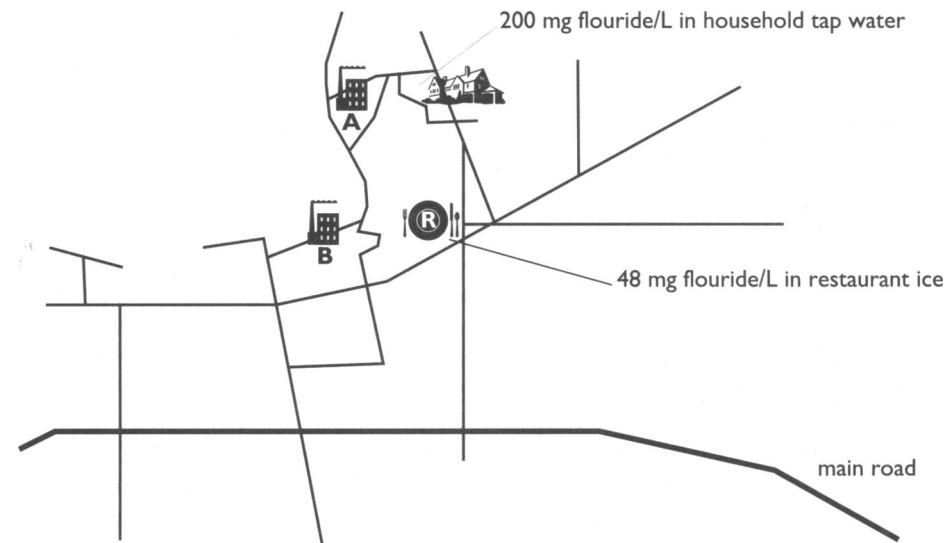 200 mg flouride/L in household tap water
A
R
B
48 mg flouride/L in restaurant ice
main road